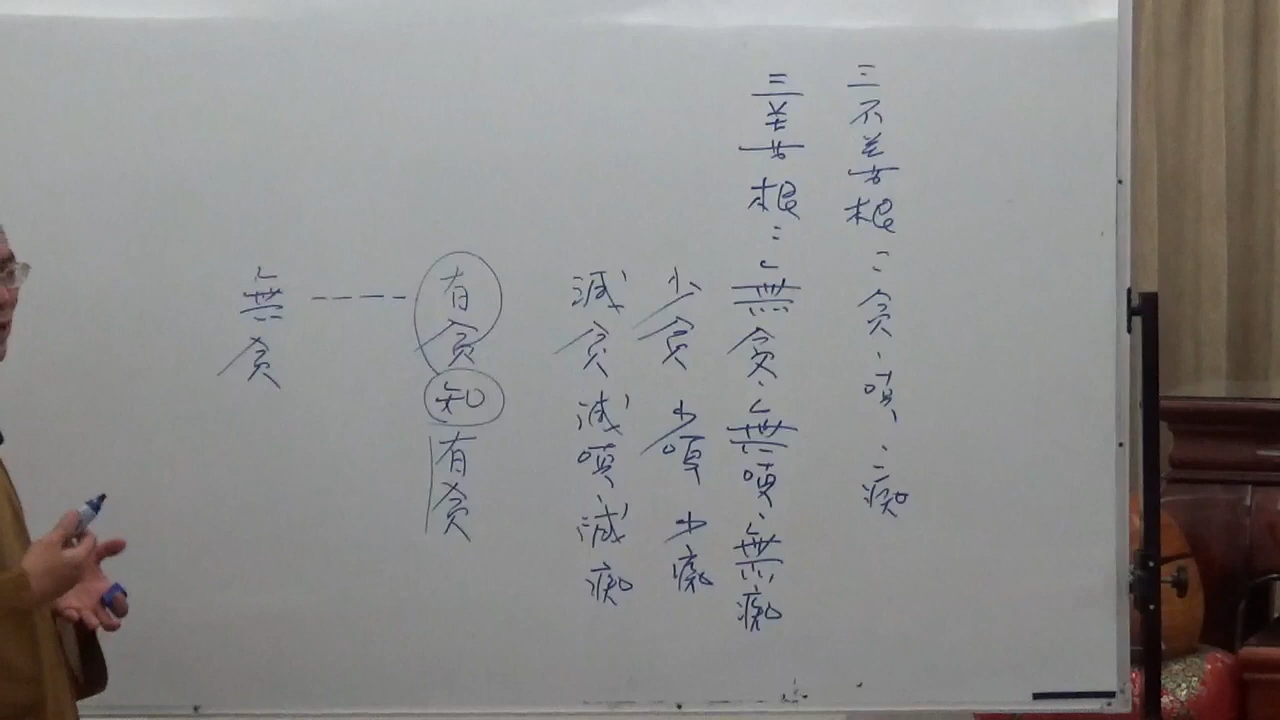 三不善根:貪、嗔、痴
三善根:無貪、無嗔、無痴
少貪 少嗔 少癡
減貪 減嗔、減痴
有貪 知 有貪
無貪